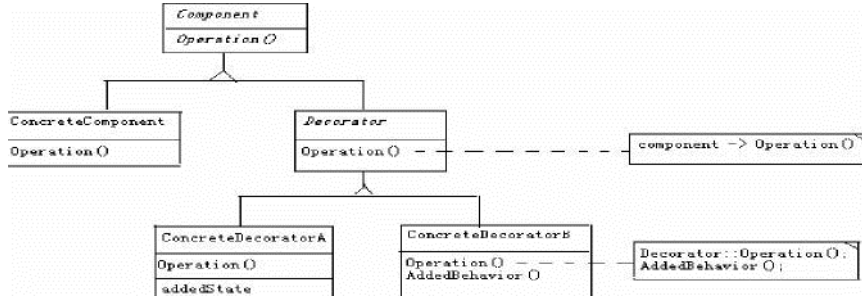 Component
Operation()
ConcreteComponent
Operation()
Decorator
Operation()
component -> Operation()
ConcreteDecoratorA
Operation()
addedState
ConcreteDecoratorB
Operation()
AddedBehavior()
Decorator::Operation();
AddedBehavior();